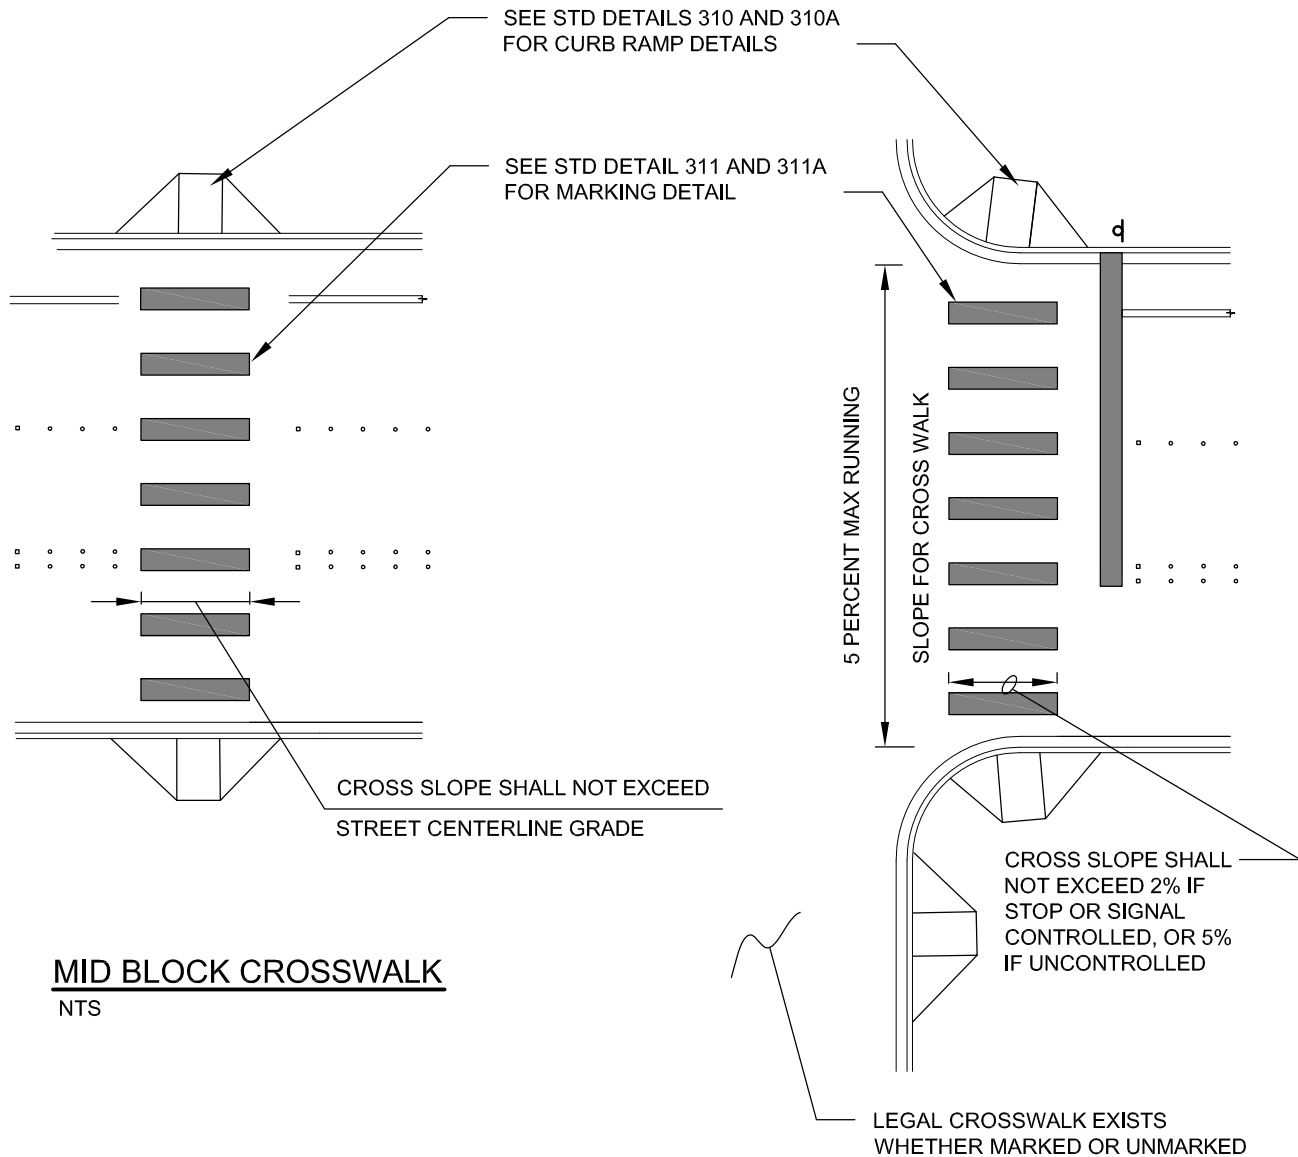 SEE STD DETAILS 310 AND 310A
FOR CURB RAMP DETAILS
SEE STD DETAIL 311 AND 311A
FOR MARKING DETAIL
5 PERCENT MAX RUNNING
SLOPE FOR CROSS WALK
CROSS SLOPE SHALL NOT EXCEED
STREET CENTERLINE GRADE
CROSS SLOPE SHALL
NOT EXCEED 2% IF
STOP OR SIGNAL
CONTROLLED, OR 5%
IF UNCONTROLLED
MID BLOCK CROSSWALK
NTS
LEGAL CROSSWALK EXISTS
WHETHER MARKED OR UNMARKED